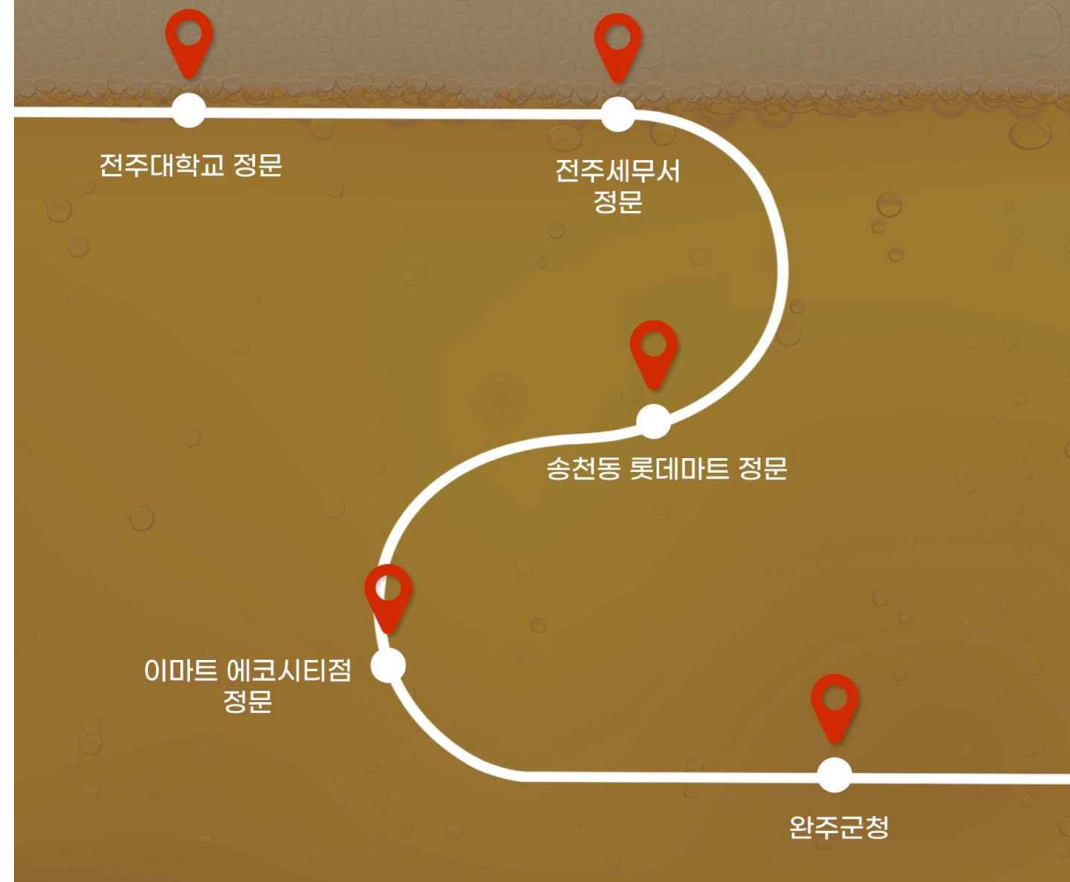 전주대학교 정문
전주세무서
정문
송천동 롯데마트 정문
이마트 에코시티점
정문
완주군청